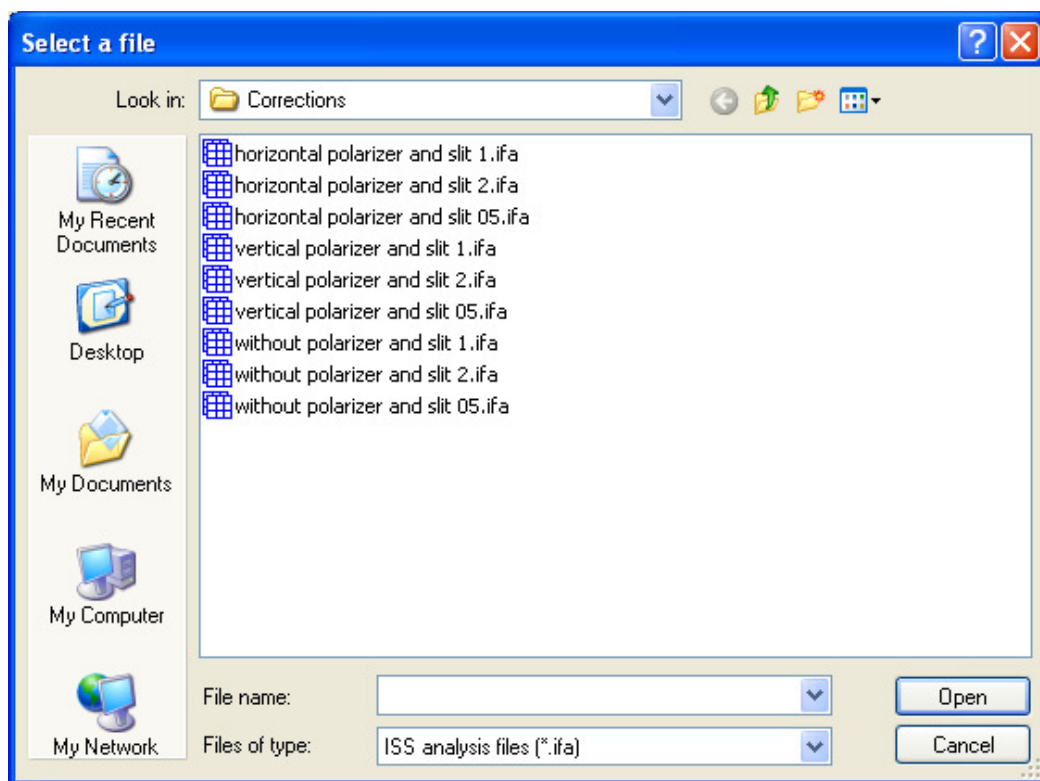 Select a file
Look in: Corrections
My Recent
Documents
Desktop
My Documents
My Computer
My Network
horizontal polarizer and slit 1.ifa
horizontal polarizer and slit 2.ifa
horizontal polarizer and slit 05.ifa
vertical polarizer and slit 1.ifa
vertical polarizer and slit 2.ifa
vertical polarizer and slit 05.ifa
without polarizer and slit 1.ifa
without polarizer and slit 2.ifa
without polarizer and slit 05.ifa
File name: Open
Files of type: ISS analysis files (*.ifa) Cancel